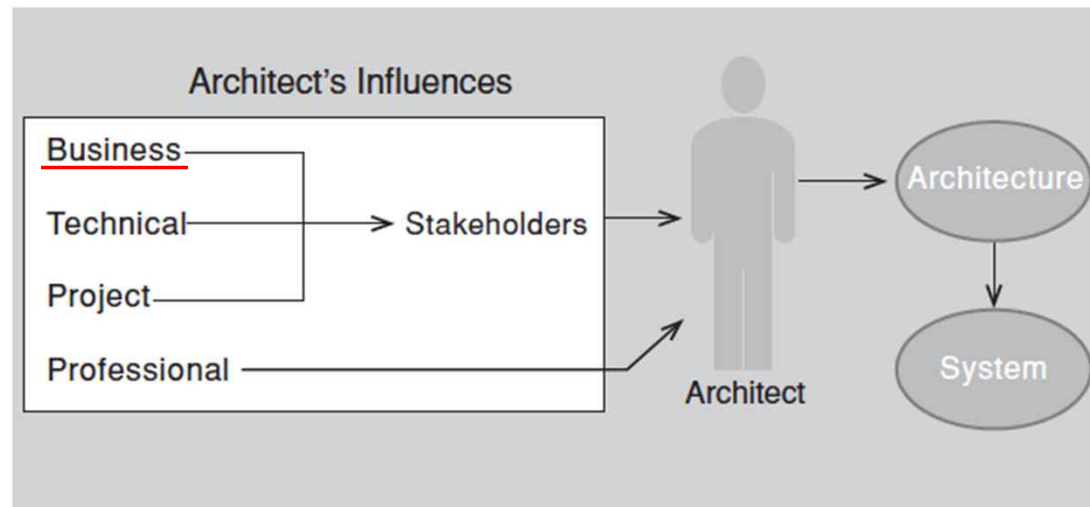 Architect's Influences
Business
Technical
Project
Professional
Stakeholders
Architect
Architecture
System